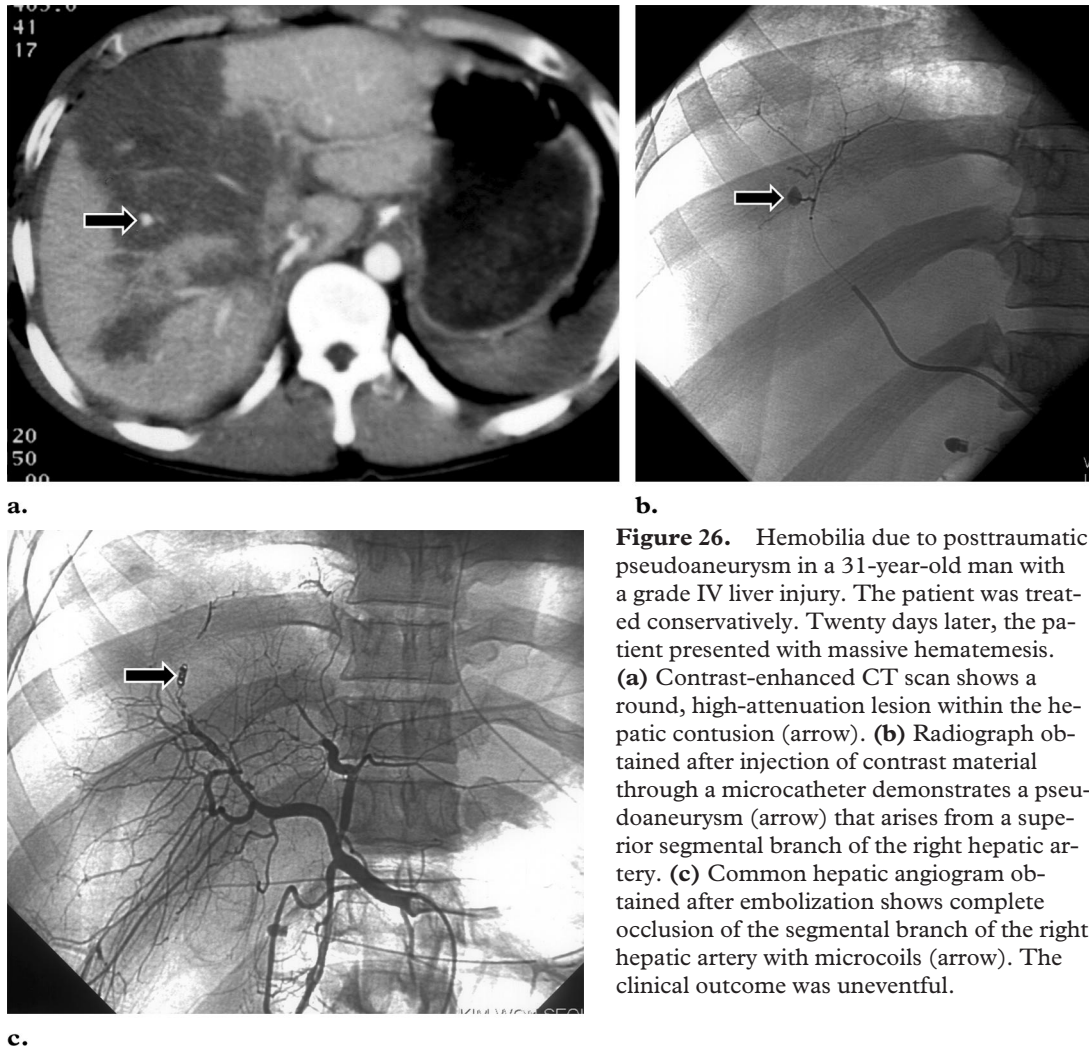 405.0
41
17
20
50
a.
b.
Figure 26. Hemobilia due to posttraumatic
pseudoaneurysm in a 31-year-old man with
a grade IV liver injury. The patient was treat-
ed conservatively. Twenty days later, the pa-
tient presented with massive hematemesis.
(a) Contrast-enhanced CT scan shows a
round, high-attenuation lesion within the he-
patic contusion (arrow). (b) Radiograph ob-
tained after injection of contrast material
through a microcatheter demonstrates a pseu-
doaneurysm (arrow) that arises from a supe-
rior segmental branch of the right hepatic ar-
tery. (c) Common hepatic angiogram ob-
tained after embolization shows complete
occlusion of the segmental branch of the right
hepatic artery with microcoils (arrow). The
clinical outcome was uneventful.
c.